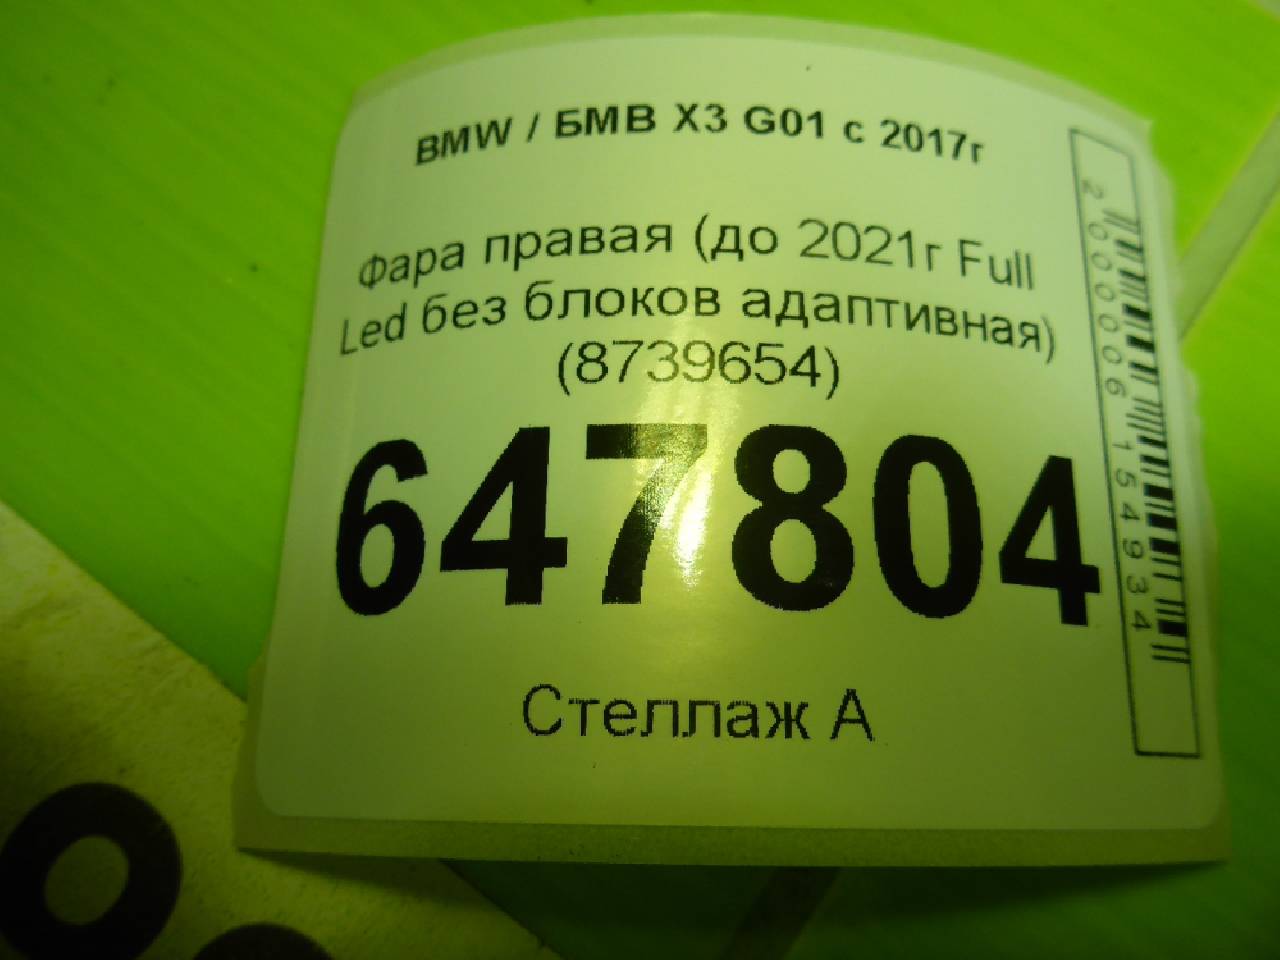 BMW / БМВ X3 G01 с 2017г
Фара правая (до 2021г Full
Led без блоков адаптивная)
(8739654)
647804
Стеллаж А
2000006154934